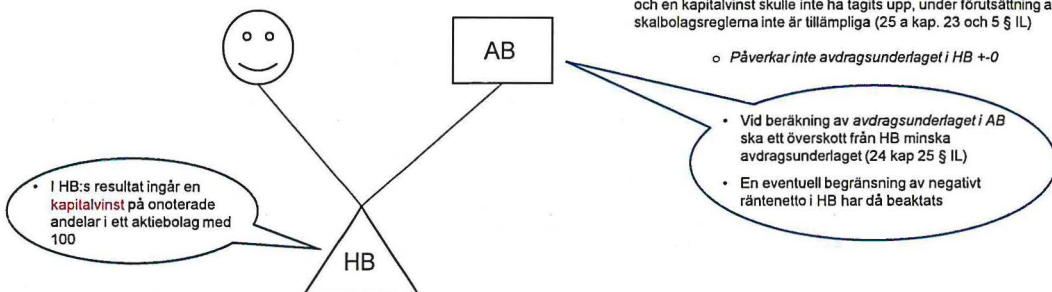 och en kapitalvinst skulle inte ha tagits upp, under förutsättning a
skalbolagsreglerna inte är tillämpliga (25 a kap. 23 och 5 § IL)
o Påverkar inte avdragsunderlaget i HB +-0
AB
• Vid beräkning av avdragsunderlaget i AB
ska ett överskott från HB minska
avdragsunderlaget (24 kap 25 § IL)
• En eventuell begränsning av negativt
räntenetto i HB har då beaktats
• I HB:s resultat ingår en
kapitalvinst på onoterade
andelar i ett aktiebolag med
100
HB